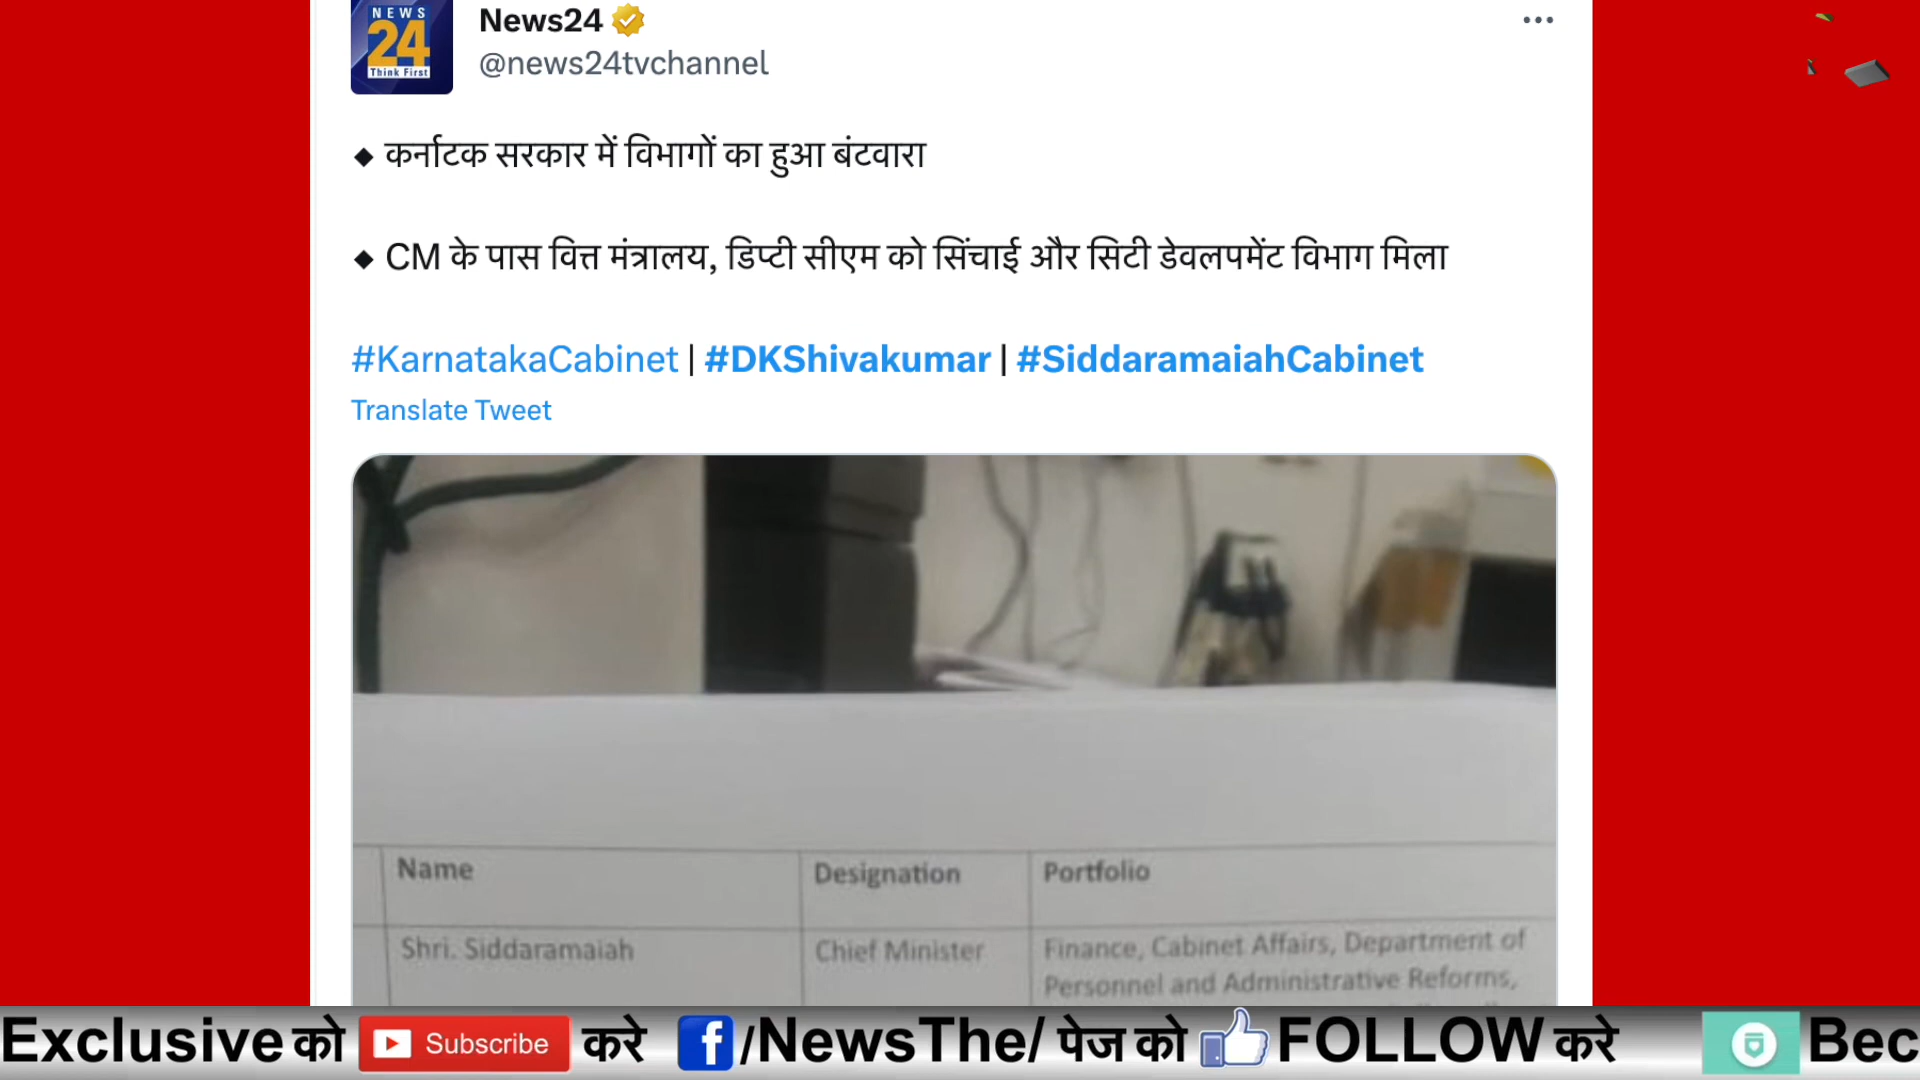 NEWS
24
Think First
News24
@news24tvchannel
◆ कर्नाटक सरकार में विभागों का हुआ बंटवारा
◆ CM के पास वित्त मंत्रालय, डिप्टी सीएम को सिंचाई और सिटी डेवलपमेंट विभाग मिला
#KarnatakaCabinet | #DKShivakumar | #SiddaramaiahCabinet
Translate Tweet
Name Designation Portfolio
Shri. Siddaramaiah Chief Minister Finance, Cabinet Affairs, Department of
Personnel and Administrative Reforms,
Exclusive को Subscribe करे f/NewsThe/ पेज को FOLLOW करे Bec